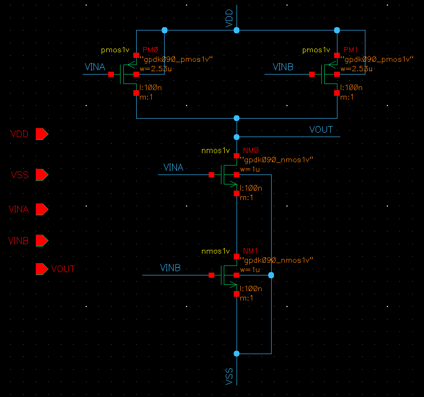 VDD
pmos1v PM0
"gpdk090_pmos1v"
w=2.53u
l:100n
m:1
VINA
pmos1v PM1
"gpdk090_pmos1v"
w=2.53u
l:100n
m:1
VINB
VOUT
VDD
VSS
VINA
VINB
VOUT
nmos1v NM0
"gpdk090_nmos1v"
w=1u
l:100n
m:1
VINA
nmos1v NM1
"gpdk090_nmos1v"
w=1u
l:100n
m:1
VINB
VSS